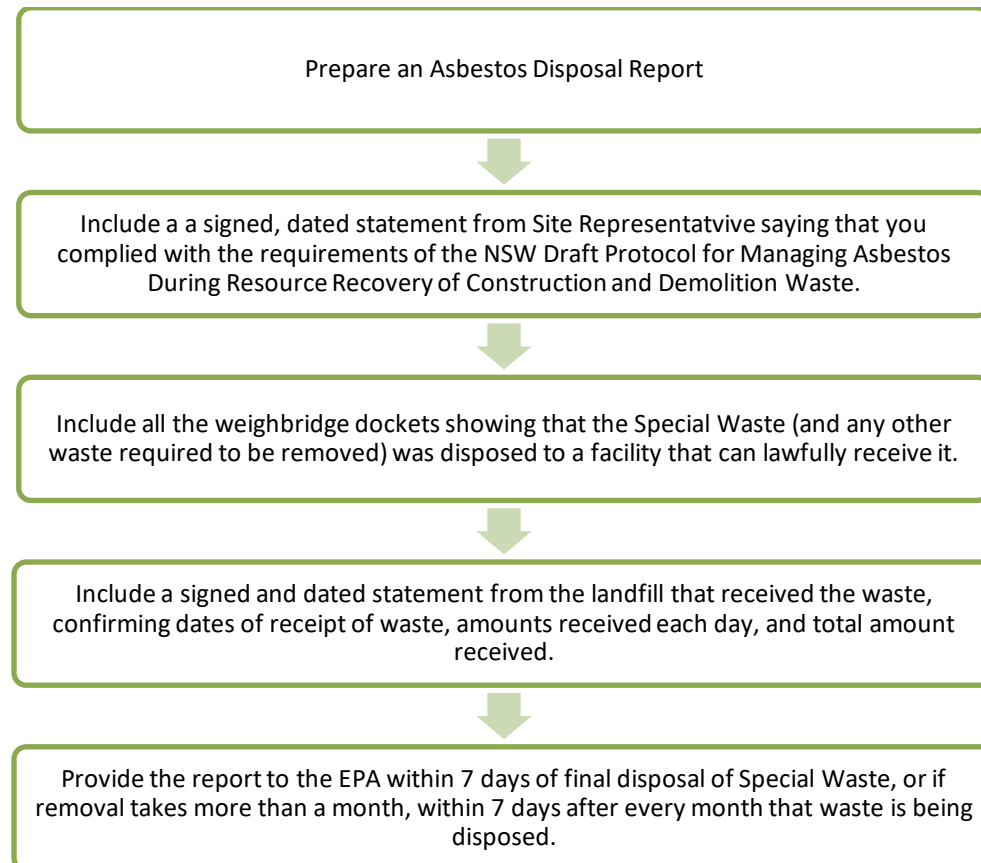 Prepare an Asbestos Disposal Report
Include a a signed, dated statement from Site Representatvive saying that you
complied with the requirements of the NSW Draft Protocol for Managing Asbestos
During Resource Recovery of Construction and Demolition Waste.
Include all the weighbridge dockets showing that the Special Waste (and any other
waste required to be removed) was disposed to a facility that can lawfully receive it.
Include a signed and dated statement from the landfill that received the waste,
confirming dates of receipt of waste, amounts received each day, and total amount
received.
Provide the report to the EPA within 7 days of final disposal of Special Waste, or if
removal takes more than a month, within 7 days after every month that waste is being
disposed.